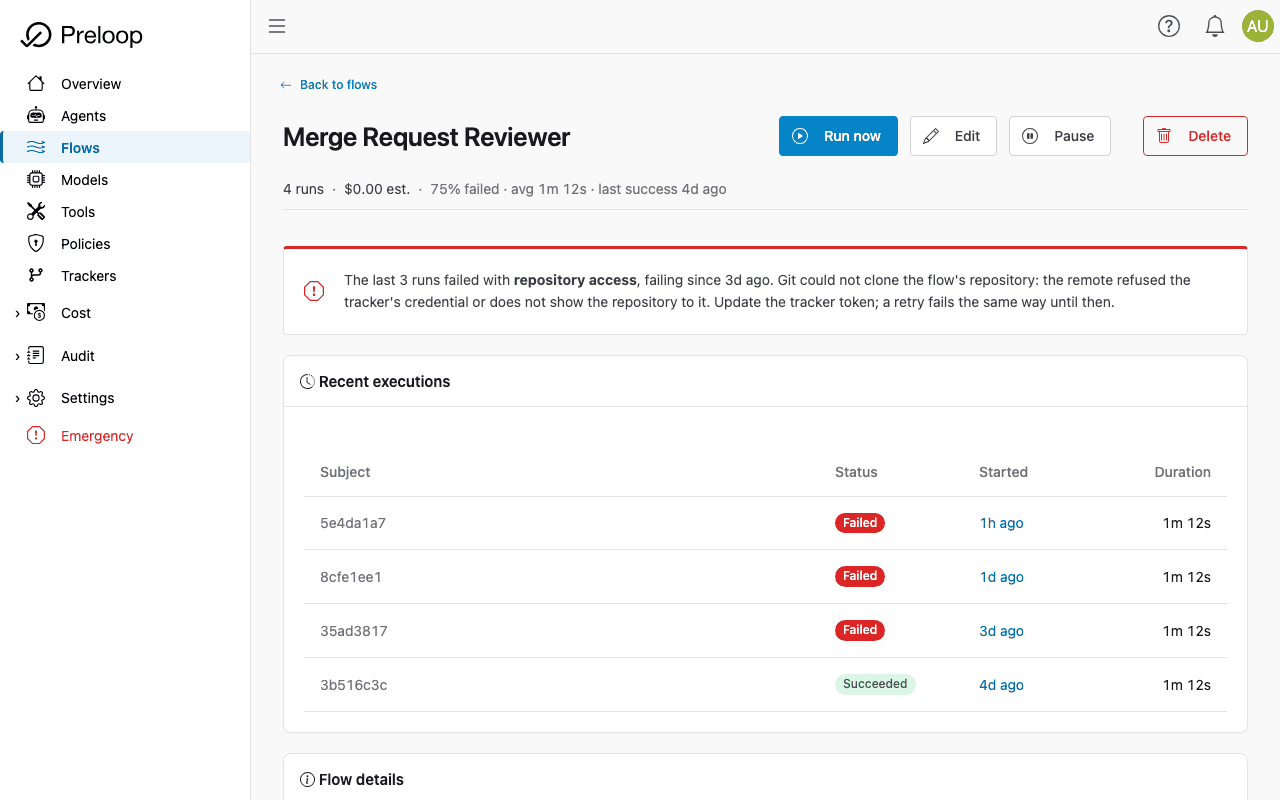 Preloop
AU
Overview
Agents
Flows
Models
Tools
Policies
Trackers
Cost
Audit
Settings
Emergency
← Back to flows
Merge Request Reviewer
Run now
Edit
Pause
Delete
4 runs · $0.00 est. · 75% failed · avg 1m 12s · last success 4d ago
The last 3 runs failed with repository access, failing since 3d ago. Git could not clone the flow's repository: the remote refused the
tracker's credential or does not show the repository to it. Update the tracker token; a retry fails the same way until then.
Recent executions
Subject Status Started Duration
5e4da1a7 Failed 1h ago 1m 12s
8cfe1ee1 Failed 1d ago 1m 12s
35ad3817 Failed 3d ago 1m 12s
3b516c3c Succeeded 4d ago 1m 12s
Flow details